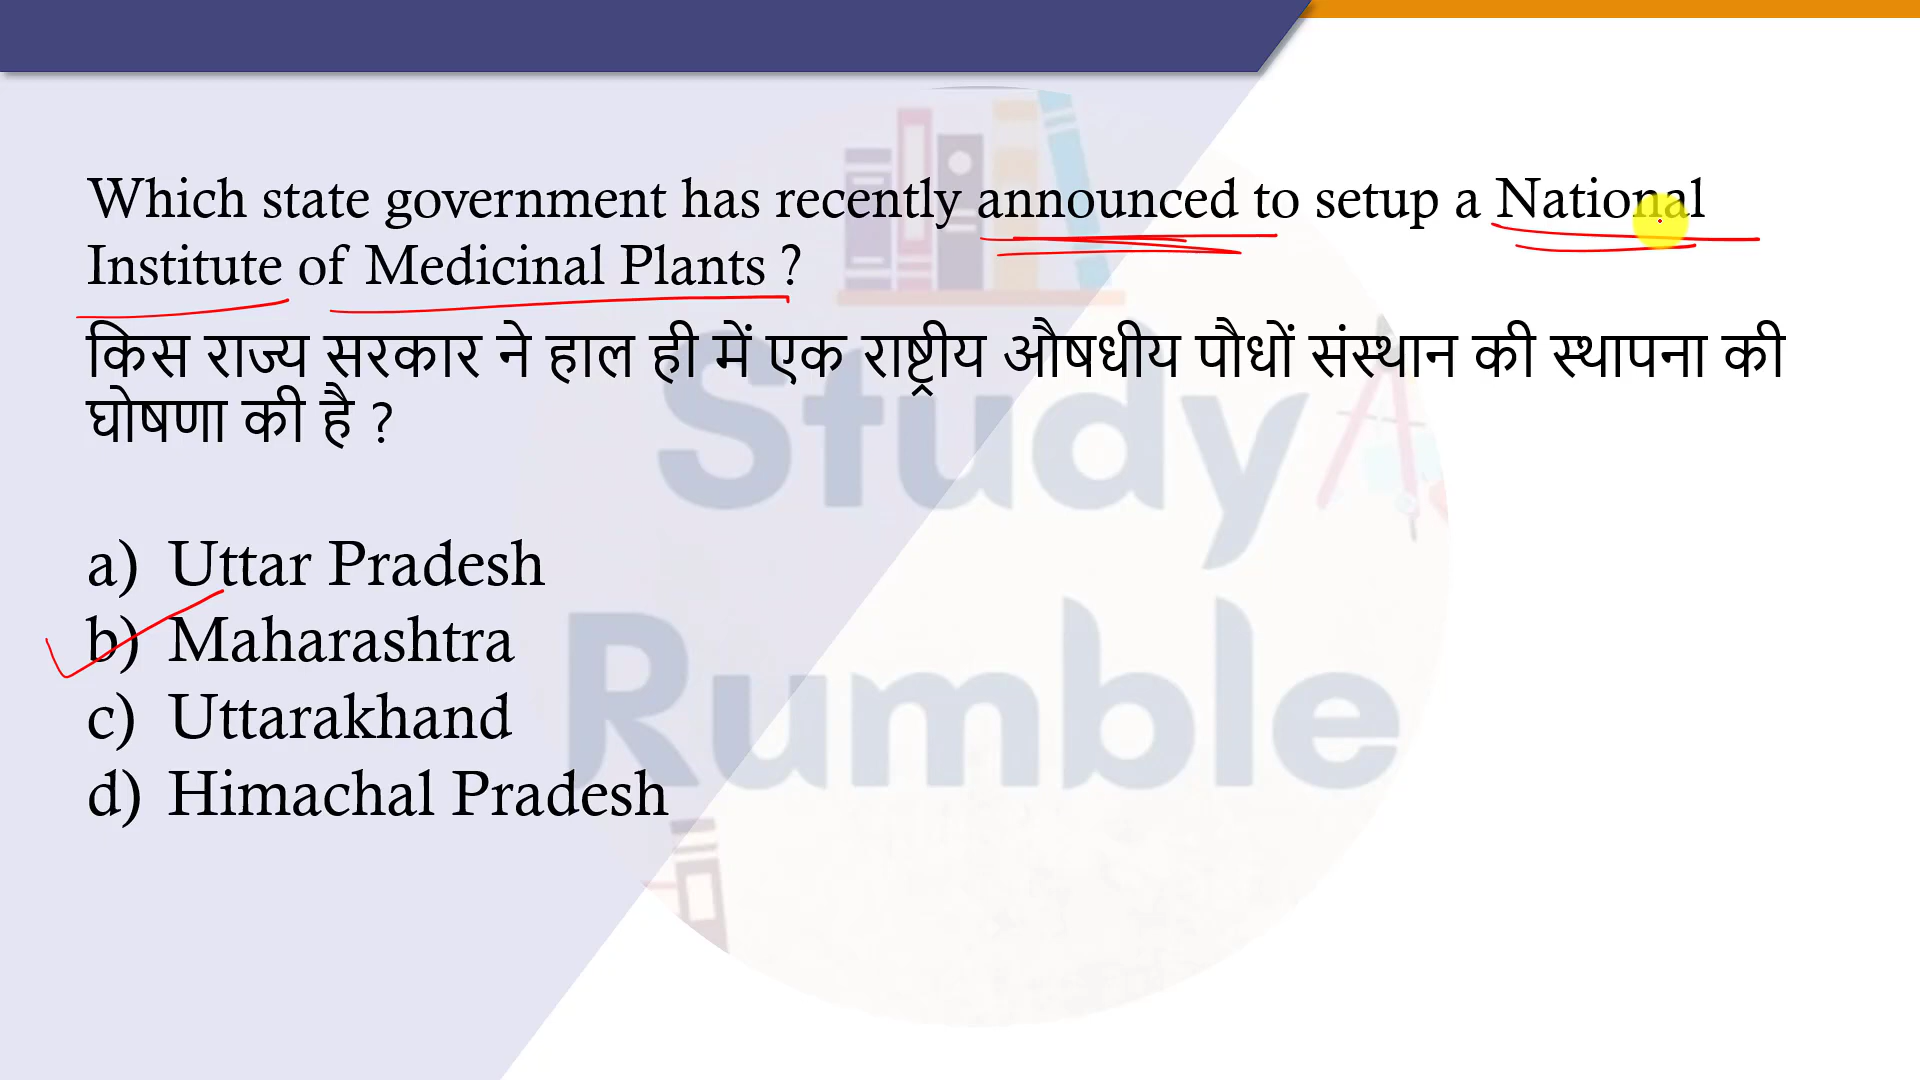 Which state government has recently announced to setup a National
Institute of Medicinal Plants ?
किस राज्य सरकार ने हाल ही में एक राष्ट्रीय औषधीय पौधों संस्थान की स्थापना की
घोषणा की है ?
a) Uttar Pradesh
b) Maharashtra
c) Uttarakhand
d) Himachal Pradesh
Study
Rumble